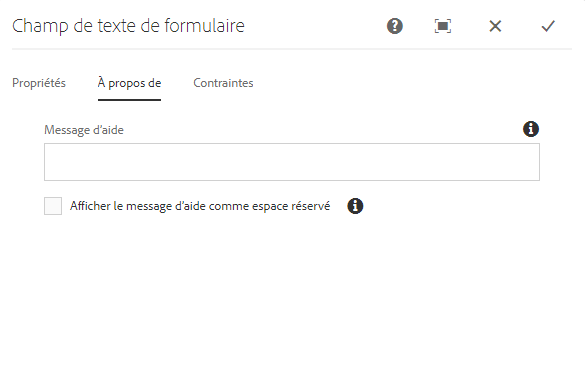 Champ de texte de formulaire
Propriétés À propos de Contraintes
Message d’aide
Afficher le message d’aide comme espace réservé